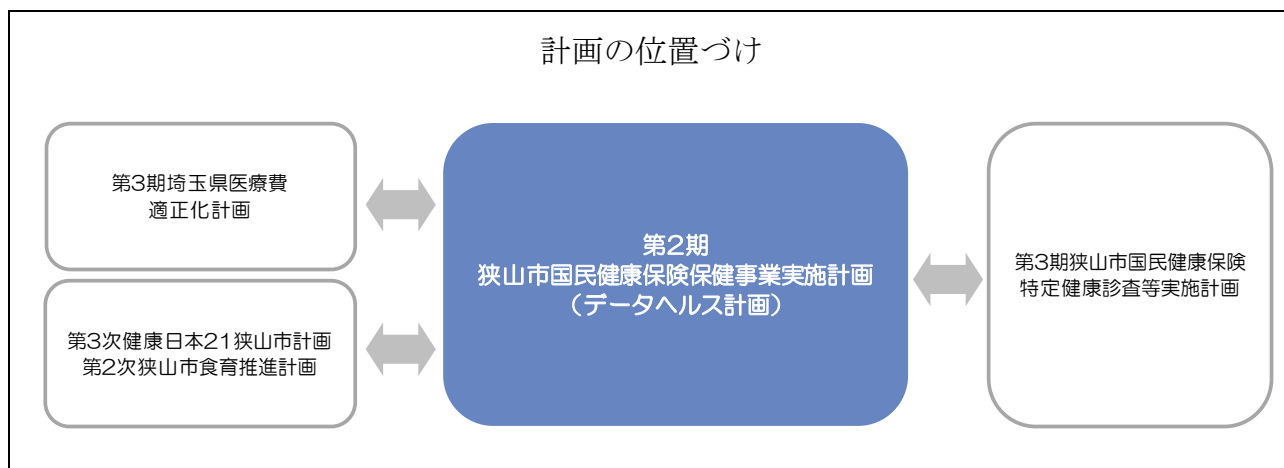 計画の位置づけ
第3期埼玉県医療費
適正化計画
第3次健康日本21狭山市計画
第2次狭山市食育推進計画
第2期
狭山市国民健康保険保健事業実施計画
（データヘルス計画）
第3期狭山市国民健康保険
特定健康診査等実施計画